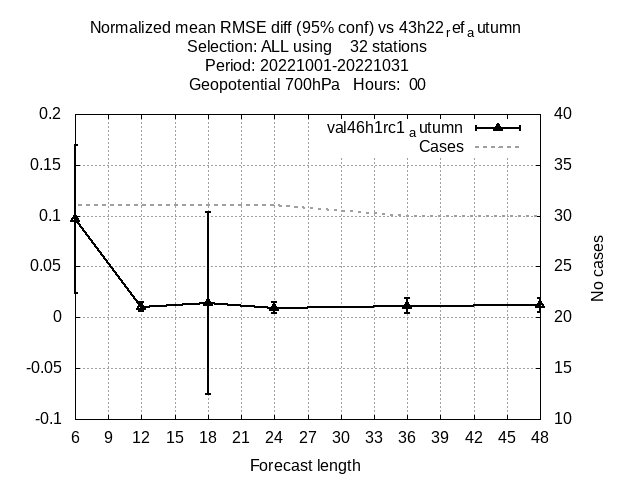 Normalized mean RMSE diff (95% conf) vs 43h22refautumn
Selection: ALL using    32 stations
Period: 20221001-20221031
Geopotential 700hPa   Hours:  00
val46h1rc1autumn
Cases
0.2
0.15
0.1
0.05
0
-0.05
-0.1
40
35
30
25
20
15
10
No cases
6 9 12 15 18 21 24 27 30 33 36 39 42 45 48
Forecast length